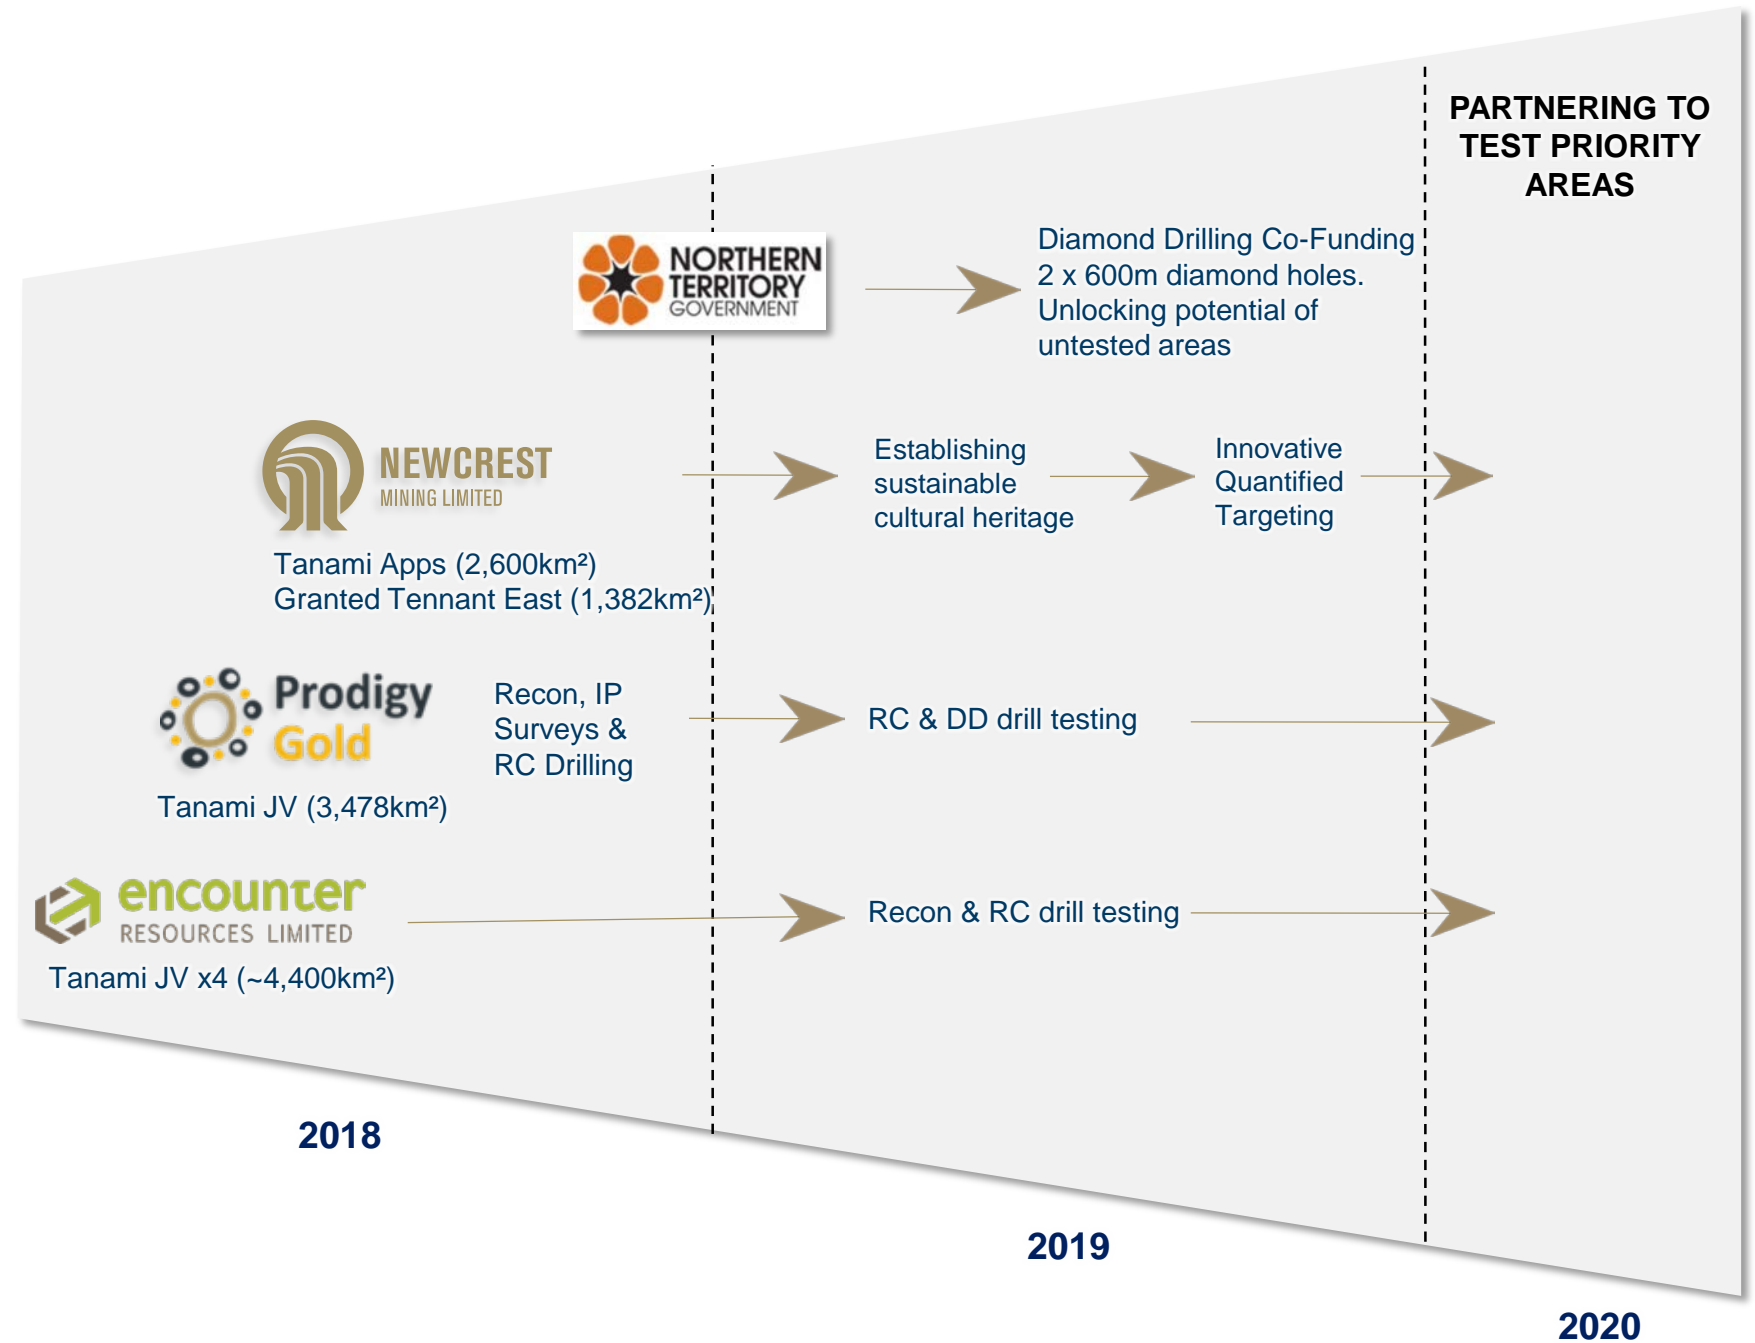 PARTNERING TO
TEST PRIORITY
AREAS
NORTHERN
TERRITORY
GOVERNMENT
Diamond Drilling Co-Funding
2 x 600m diamond holes.
Unlocking potential of
untested areas
NEWCREST
MINING LIMITED
Tanami Apps (2,600km²)
Granted Tennant East (1,382km²)
Establishing
sustainable
cultural heritage
Innovative
Quantified
Targeting
Prodigy
Gold
Tanami JV (3,478km²)
Recon, IP
Surveys &
RC Drilling
RC & DD drill testing
encounter
RESOURCES LIMITED
Tanami JV x4 (~4,400km²)
Recon & RC drill testing
2018
2019
2020